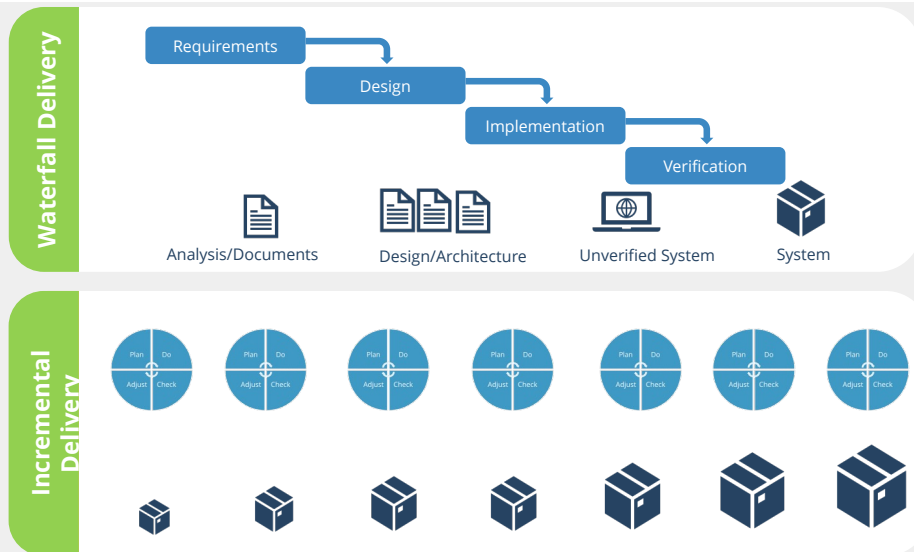 Waterfall Delivery
Requirements
Design
Implementation
Verification
Analysis/Documents
Design/Architecture
Unverified System
System
Incremental
Delivery
Plan Do
Adjust Check
Plan Do
Adjust Check
Plan Do
Adjust Check
Plan Do
Adjust Check
Plan Do
Adjust Check
Plan Do
Adjust Check
Plan Do
Adjust Check